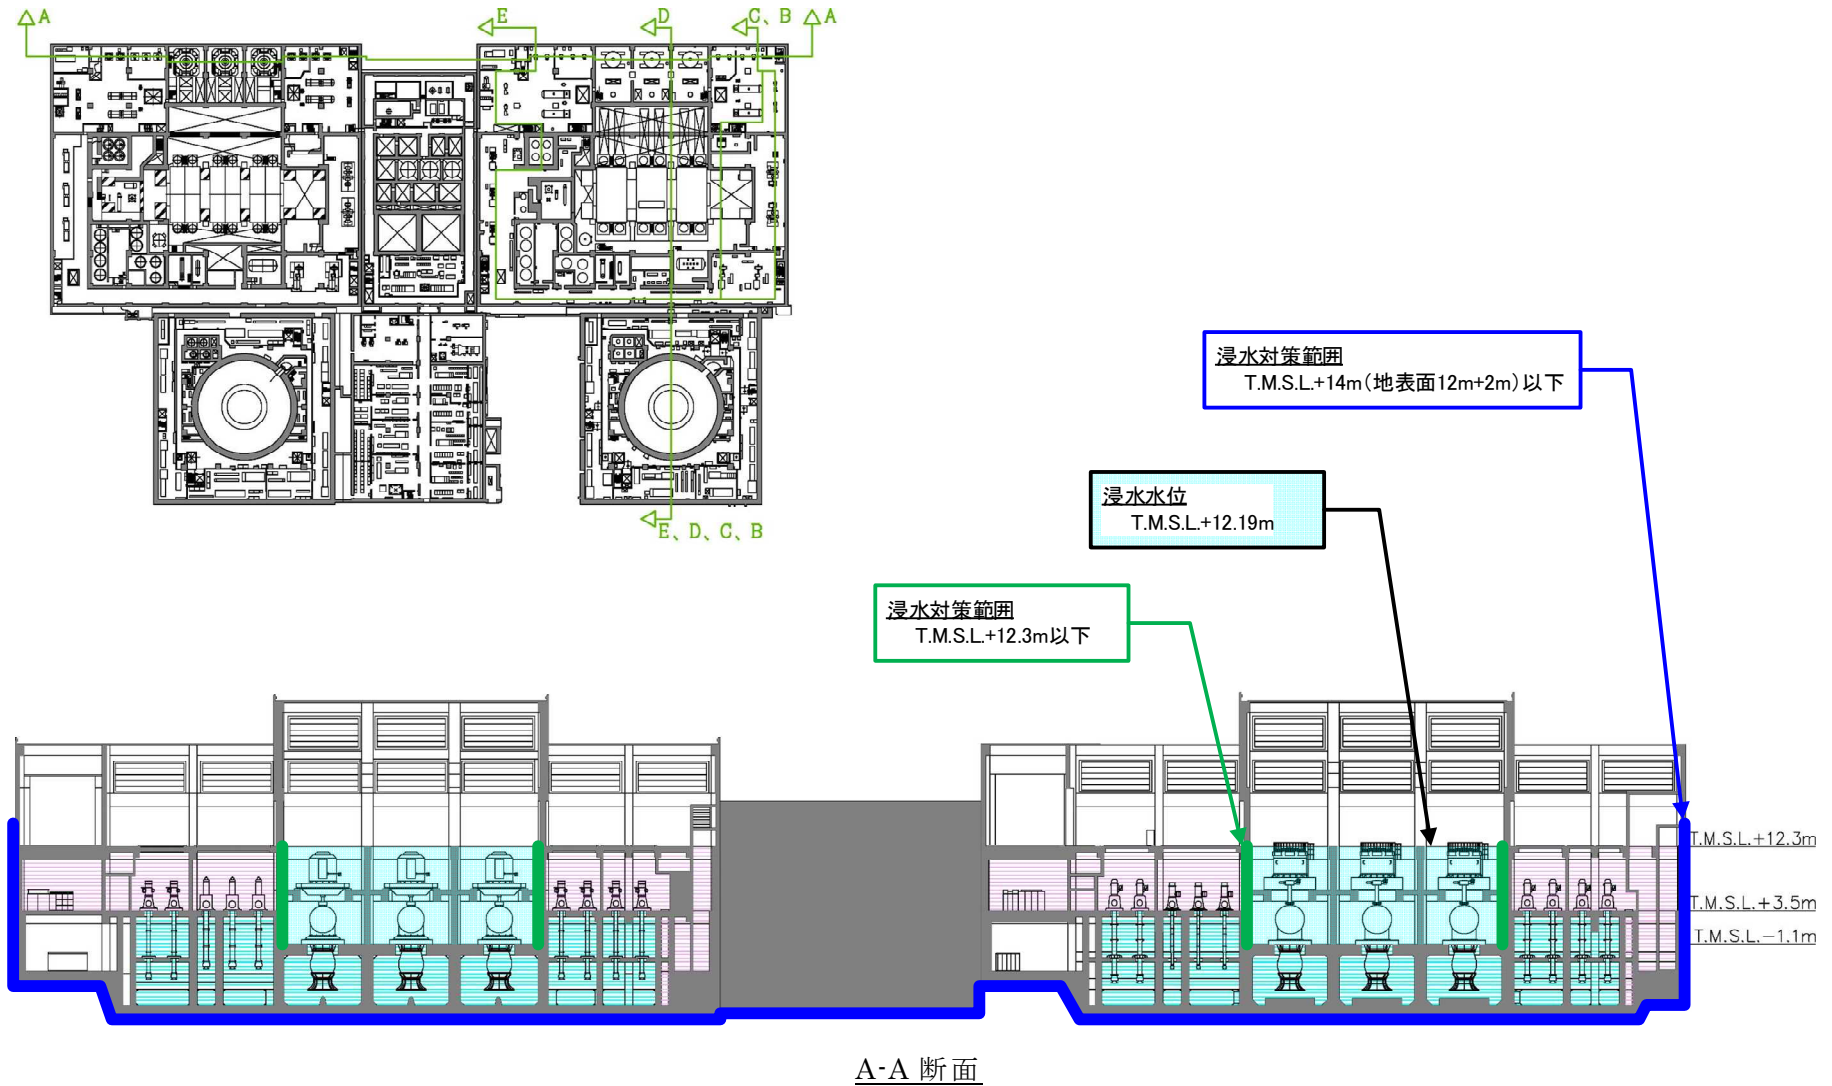 A
E
D
C、B
A
E、D、C、B
浸水対策範囲
T.M.S.L.+14m(地表面12m+2m)以下
浸水水位
T.M.S.L.+12.19m
浸水対策範囲
T.M.S.L.+12.3m以下
T.M.S.L.+12.3m
T.M.S.L.+3.5m
T.M.S.L.−1.1m
A-A 断面